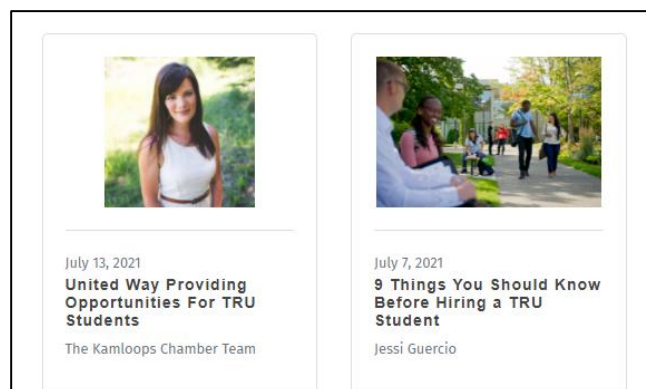 July 13, 2021
United Way Providing
Opportunities For TRU
Students
The Kamloops Chamber Team
July 7, 2021
9 Things You Should Know
Before Hiring a TRU
Student
Jessi Guercio